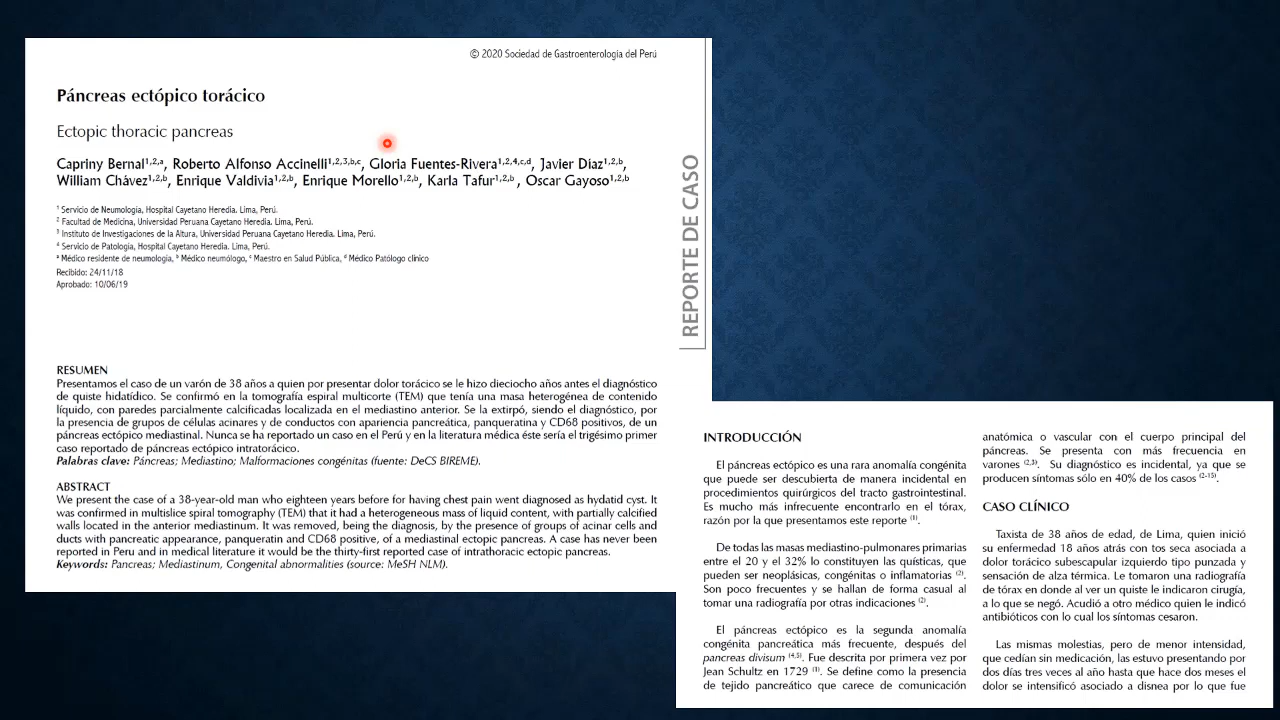 © 2020 Sociedad de Gastroenterología del Perú
Páncreas ectópico torácico
Ectopic thoracic pancreas
Capriny Bernal1,2,a, Roberto Alfonso Accinelli1,2,3,b,c, Gloria Fuentes-Rivera1,2,4,c,d, Javier Díaz1,2,b,
William Chávez1,2,b, Enrique Valdivia1,2,b, Enrique Morello1,2,b, Karla Tafur1,2,b , Oscar Gayoso1,2,b
1 Servicio de Neumología, Hospital Cayetano Heredia. Lima, Perú.
2 Facultad de Medicina, Universidad Peruana Cayetano Heredia. Lima, Perú.
3 Instituto de Investigaciones de la Altura, Universidad Peruana Cayetano Heredia. Lima, Perú.
4 Servicio de Patología, Hospital Cayetano Heredia. Lima, Perú.
a Médico residente de neumología, b Médico neumólogo, c Maestro en Salud Pública, d Médico Patólogo clínico
Recibido: 24/11/18
Aprobado: 10/06/19
REPORTE DE CASO
RESUMEN
Presentamos el caso de un varón de 38 años a quien por presentar dolor torácico se le hizo dieciocho años antes el diagnóstico
de quiste hidatídico. Se confirmó en la tomografía espiral multicorte (TEM) que tenía una masa heterogénea de contenido
líquido, con paredes parcialmente calcificadas localizada en el mediastino anterior. Se la extirpó, siendo el diagnóstico, por
la presencia de grupos de células acinares y de conductos con apariencia pancreática, panqueratina y CD68 positivos, de un
páncreas ectópico mediastinal. Nunca se ha reportado un caso en el Perú y en la literatura médica éste sería el trigésimo primer
caso reportado de páncreas ectópico intratorácico.
Palabras clave: Páncreas; Mediastino; Malformaciones congénitas (fuente: DeCS BIREME).
ABSTRACT
We present the case of a 38-year-old man who eighteen years before for having chest pain went diagnosed as hydatid cyst. It
was confirmed in multislice spiral tomography (TEM) that it had a heterogeneous mass of liquid content, with partially calcified
walls located in the anterior mediastinum. It was removed, being the diagnosis, by the presence of groups of acinar cells and
ducts with pancreatic appearance, panqueratin and CD68 positive, of a mediastinal ectopic pancreas. A case has never been
reported in Peru and in medical literature it would be the thirty-first reported case of intrathoracic ectopic pancreas.
Keywords: Pancreas; Mediastinum, Congenital abnormalities (source: MeSH NLM).
INTRODUCCIÓN
El páncreas ectópico es una rara anomalía congénita
que puede ser descubierta de manera incidental en
procedimientos quirúrgicos del tracto gastrointestinal.
Es mucho más infrecuente encontrarlo en el tórax,
razón por la que presentamos este reporte (1).
De todas las masas mediastino-pulmonares primarias
entre el 20 y el 32% lo constituyen las quísticas, que
pueden ser neoplásicas, congénitas o inflamatorias (2).
Son poco frecuentes y se hallan de forma casual al
tomar una radiografía por otras indicaciones (2).
El páncreas ectópico es la segunda anomalía
congénita pancreática más frecuente, después del
pancreas divisum (4,5). Fue descrita por primera vez por
Jean Schultz en 1729 (1). Se define como la presencia
de tejido pancreático que carece de comunicación
anatómica o vascular con el cuerpo principal del
páncreas. Se presenta con más frecuencia en
varones (2,3). Su diagnóstico es incidental, ya que se
producen síntomas sólo en 40% de los casos (2-15).
CASO CLÍNICO
Taxista de 38 años de edad, de Lima, quien inició
su enfermedad 18 años atrás con tos seca asociada a
dolor torácico subescapular izquierdo tipo punzada y
sensación de alza térmica. Le tomaron una radiografía
de tórax en donde al ver un quiste le indicaron cirugía,
a lo que se negó. Acudió a otro médico quien le indicó
antibióticos con lo cual los síntomas cesaron.
Las mismas molestias, pero de menor intensidad,
que cedían sin medicación, las estuvo presentando por
dos días tres veces al año hasta que hace dos meses el
dolor se intensificó asociado a disnea por lo que fue